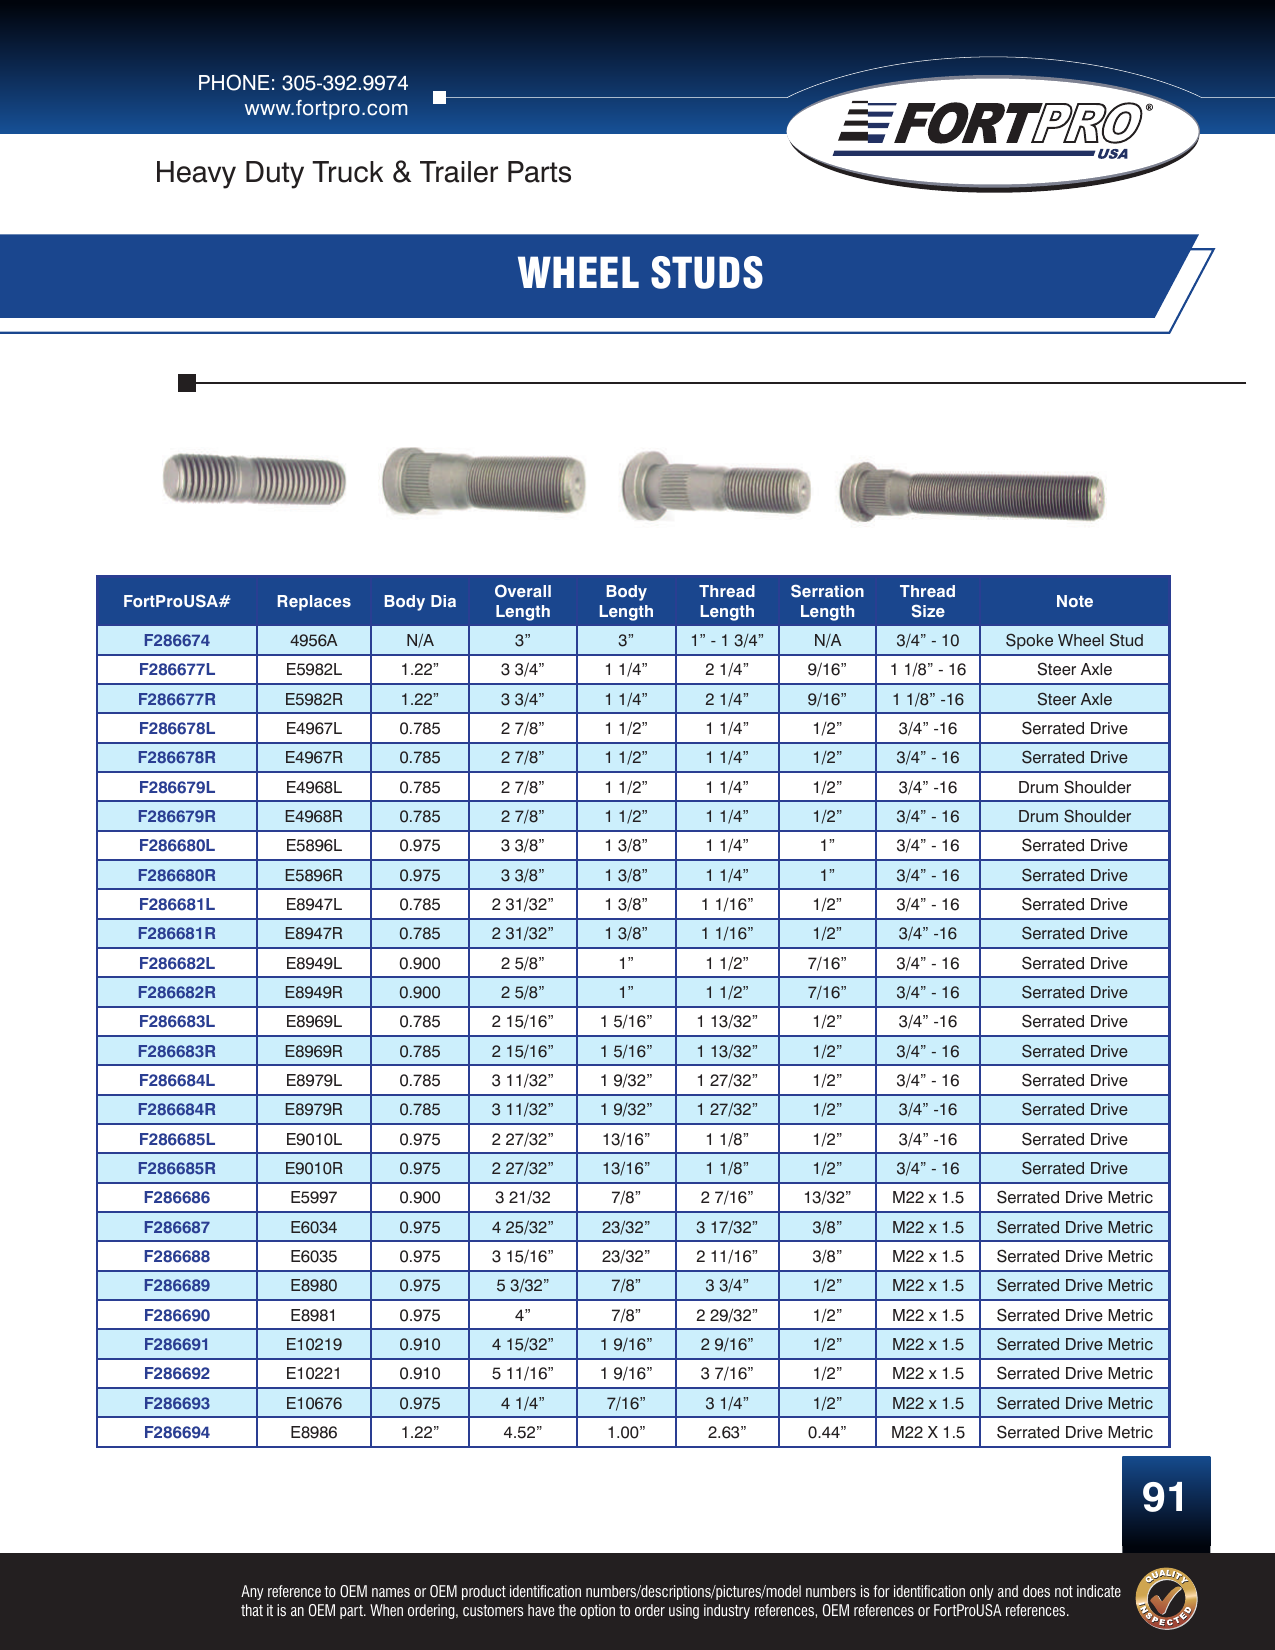 PHONE: 305-392.9974
www.fortpro.com
FORTPRO®
USA
Heavy Duty Truck & Trailer Parts
WHEEL STUDS
FortProUSA# Replaces Body Dia Overall Length Body Length Thread Length Serration Length Thread Size Note
F286674 4956A N/A 3” 3” 1” - 1 3/4” N/A 3/4” - 10 Spoke Wheel Stud
F286677L E5982L 1.22” 3 3/4” 1 1/4” 2 1/4” 9/16” 1 1/8” - 16 Steer Axle
F286677R E5982R 1.22” 3 3/4” 1 1/4” 2 1/4” 9/16” 1 1/8” -16 Steer Axle
F286678L E4967L 0.785 2 7/8” 1 1/2” 1 1/4” 1/2” 3/4” -16 Serrated Drive
F286678R E4967R 0.785 2 7/8” 1 1/2” 1 1/4” 1/2” 3/4” - 16 Serrated Drive
F286679L E4968L 0.785 2 7/8” 1 1/2” 1 1/4” 1/2” 3/4” -16 Drum Shoulder
F286679R E4968R 0.785 2 7/8” 1 1/2” 1 1/4” 1/2” 3/4” - 16 Drum Shoulder
F286680L E5896L 0.975 3 3/8” 1 3/8” 1 1/4” 1” 3/4” - 16 Serrated Drive
F286680R E5896R 0.975 3 3/8” 1 3/8” 1 1/4” 1” 3/4” - 16 Serrated Drive
F286681L E8947L 0.785 2 31/32” 1 3/8” 1 1/16” 1/2” 3/4” - 16 Serrated Drive
F286681R E8947R 0.785 2 31/32” 1 3/8” 1 1/16” 1/2” 3/4” -16 Serrated Drive
F286682L E8949L 0.900 2 5/8” 1” 1 1/2” 7/16” 3/4” - 16 Serrated Drive
F286682R E8949R 0.900 2 5/8” 1” 1 1/2” 7/16” 3/4” - 16 Serrated Drive
F286683L E8969L 0.785 2 15/16” 1 5/16” 1 13/32” 1/2” 3/4” -16 Serrated Drive
F286683R E8969R 0.785 2 15/16” 1 5/16” 1 13/32” 1/2” 3/4” - 16 Serrated Drive
F286684L E8979L 0.785 3 11/32” 1 9/32” 1 27/32” 1/2” 3/4” - 16 Serrated Drive
F286684R E8979R 0.785 3 11/32” 1 9/32” 1 27/32” 1/2” 3/4” -16 Serrated Drive
F286685L E9010L 0.975 2 27/32” 13/16” 1 1/8” 1/2” 3/4” -16 Serrated Drive
F286685R E9010R 0.975 2 27/32” 13/16” 1 1/8” 1/2” 3/4” - 16 Serrated Drive
F286686 E5997 0.900 3 21/32 7/8” 2 7/16” 13/32” M22 x 1.5 Serrated Drive Metric
F286687 E6034 0.975 4 25/32” 23/32” 3 17/32” 3/8” M22 x 1.5 Serrated Drive Metric
F286688 E6035 0.975 3 15/16” 23/32” 2 11/16” 3/8” M22 x 1.5 Serrated Drive Metric
F286689 E8980 0.975 5 3/32” 7/8” 3 3/4” 1/2” M22 x 1.5 Serrated Drive Metric
F286690 E8981 0.975 4” 7/8” 2 29/32” 1/2” M22 x 1.5 Serrated Drive Metric
F286691 E10219 0.910 4 15/32” 1 9/16” 2 9/16” 1/2” M22 x 1.5 Serrated Drive Metric
F286692 E10221 0.910 5 11/16” 1 9/16” 3 7/16” 1/2” M22 x 1.5 Serrated Drive Metric
F286693 E10676 0.975 4 1/4” 7/16” 3 1/4” 1/2” M22 x 1.5 Serrated Drive Metric
F286694 E8986 1.22” 4.52” 1.00” 2.63” 0.44” M22 X 1.5 Serrated Drive Metric
91
Any reference to OEM names or OEM product identification numbers/descriptions/pictures/model numbers is for identification only and does not indicate
that it is an OEM part. When ordering, customers have the option to order using industry references, OEM references or FortProUSA references.
QUALITY
INSPECTED